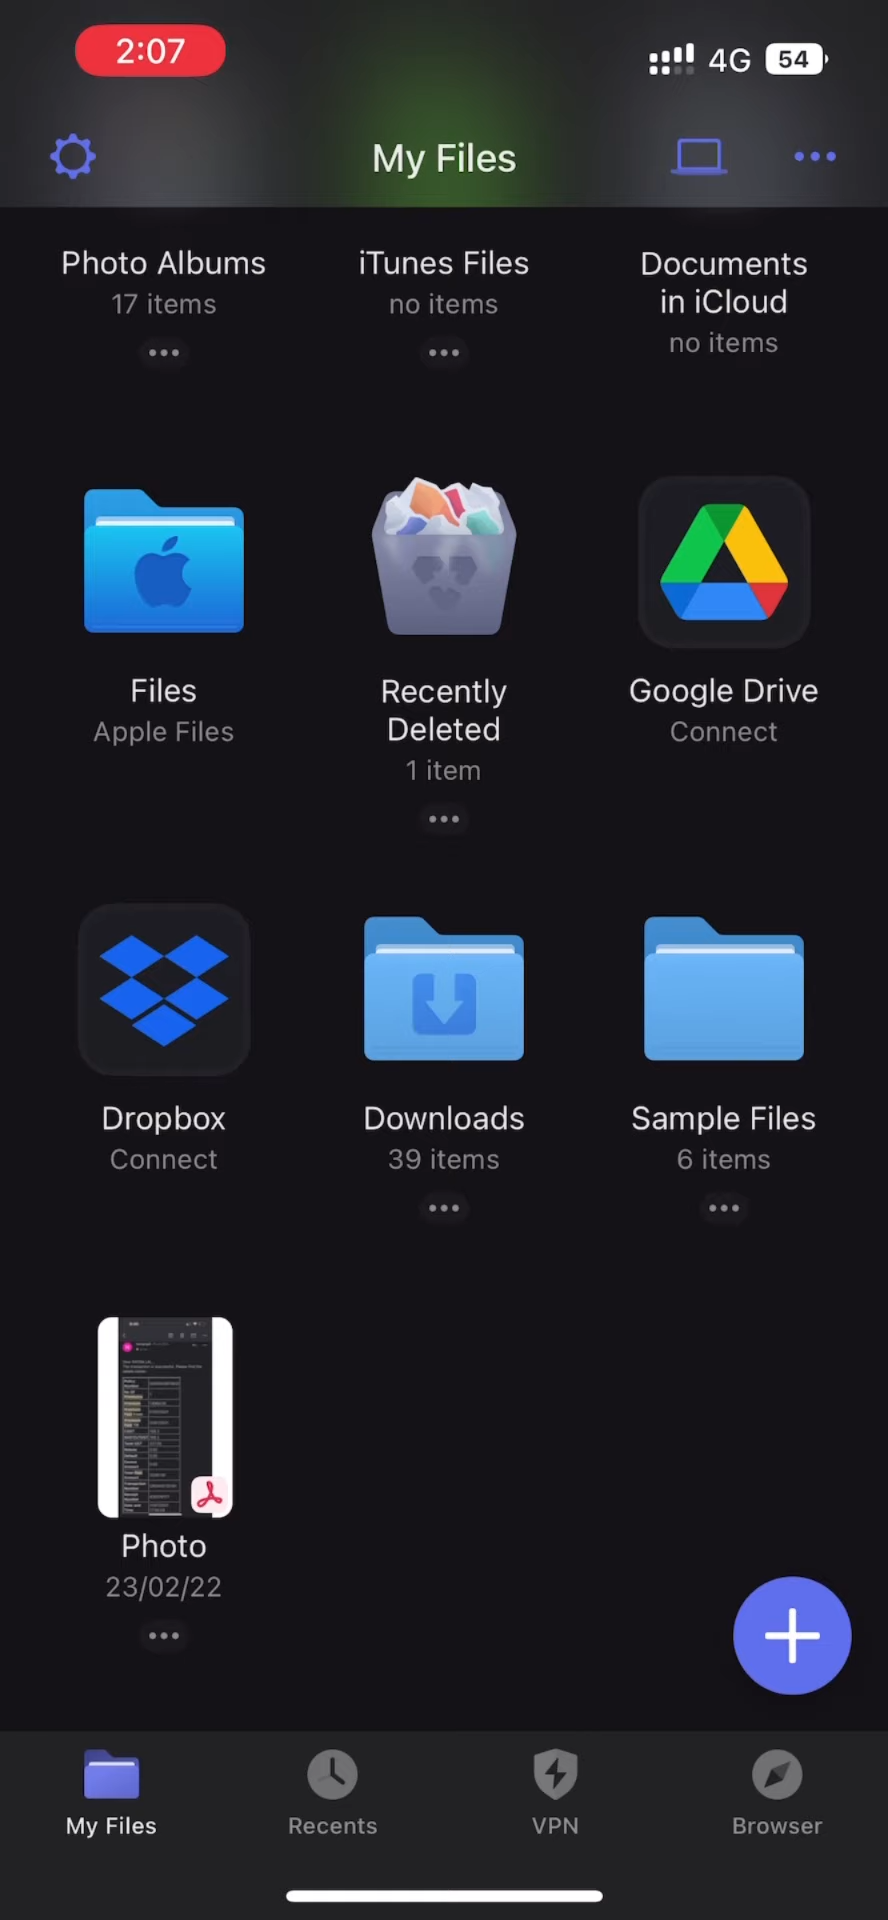 2:07
4G 54
My Files
Photo Albums
17 items
iTunes Files
no items
Documents
in iCloud
no items
Files
Apple Files
Recently
Deleted
1 item
Google Drive
Connect
Dropbox
Connect
Downloads
39 items
Sample Files
6 items
Photo
23/02/22
My Files
Recents
VPN
Browser